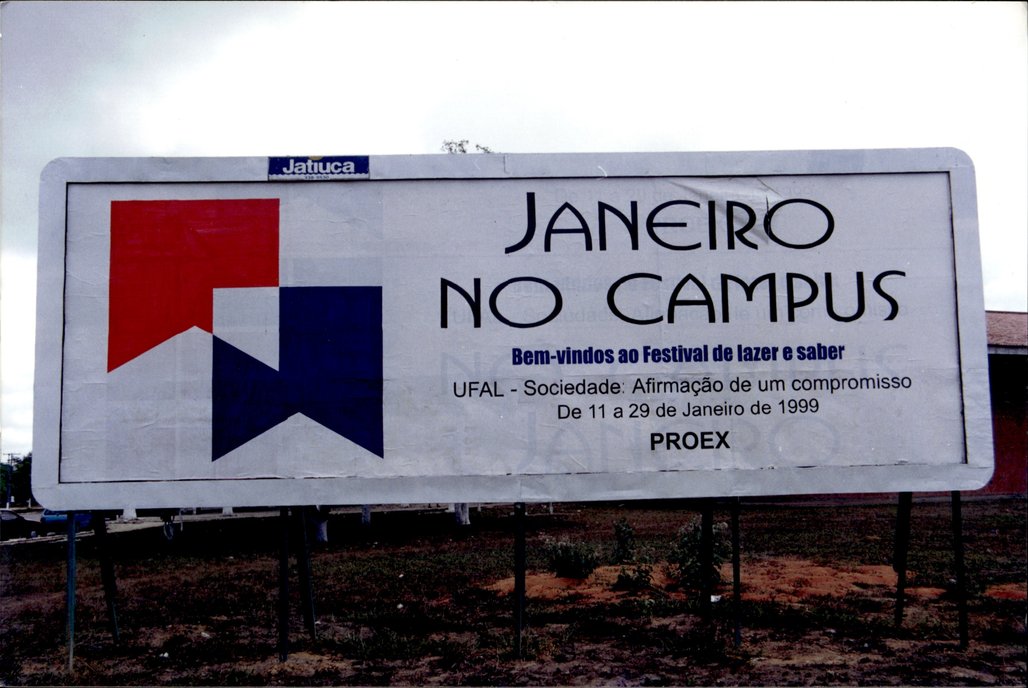 Jatiuca
JANEIRO
NO CAMPUS
Bem-vindos ao Festival de lazer e saber
UFAL - Sociedade: Afirmação de um compromisso
De 11 a 29 de Janeiro de 1999
PROEX